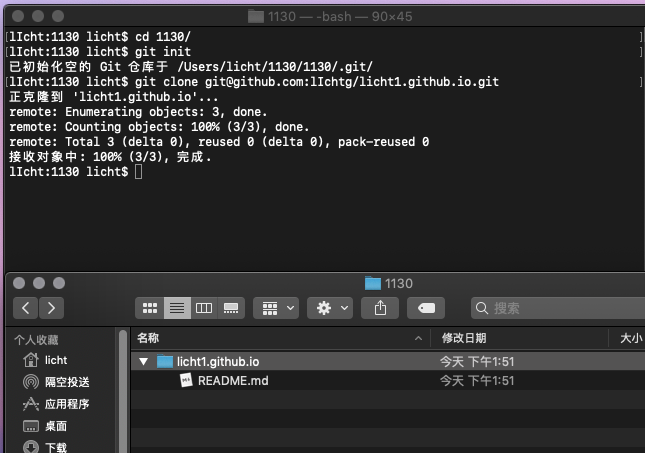 1130 — -bash — 90×45
[lIcht:1130 licht$ cd 1130/ ]
[lIcht:1130 licht$ git init ]
已初始化空的 Git 仓库于 /Users/licht/1130/1130/.git/
[lIcht:1130 licht$ git clone git@github.com:lIchtg/licht1.github.io.git ]
正克隆到 'licht1.github.io'...
remote: Enumerating objects: 3, done.
remote: Counting objects: 100% (3/3), done.
remote: Total 3 (delta 0), reused 0 (delta 0), pack-reused 0
接收对象中: 100% (3/3), 完成.
lIcht:1130 licht$
1130
搜索
个人收藏 名称 修改日期 大小
licht licht1.github.io 今天 下午1:51
隔空投送 README.md 今天 下午1:51
应用程序
桌面
下载